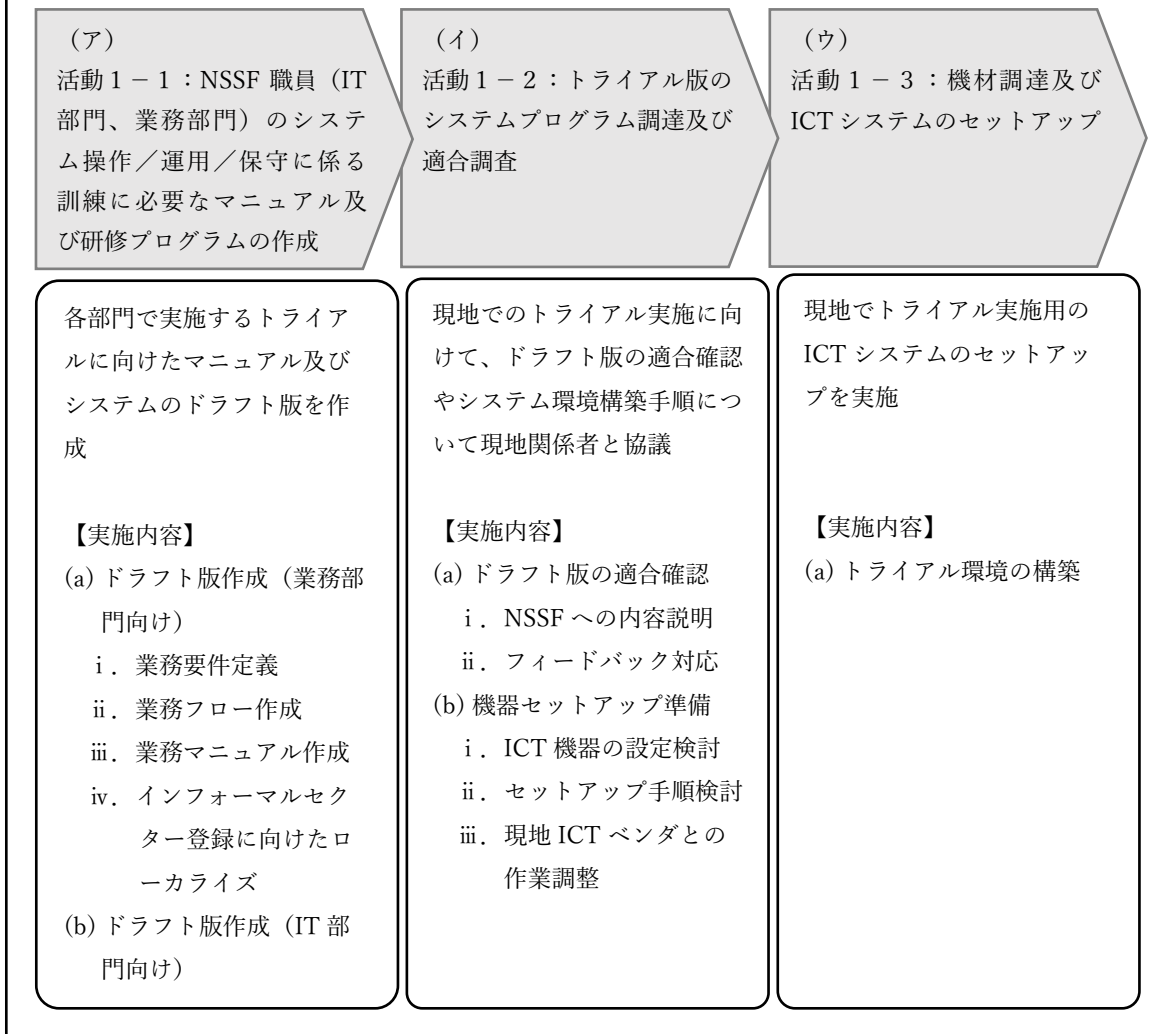 （ア）
活動１－１：NSSF 職員（IT
部門、業務部門）のシステ
ム操作／運用／保守に係る
訓練に必要なマニュアル及
び研修プログラムの作成
（イ）
活動１－２：トライアル版の
システムプログラム調達及び
適合調査
（ウ）
活動１－３：機材調達及び
ICT システムのセットアップ
各部門で実施するトライア
ルに向けたマニュアル及び
システムのドラフト版を作
成
【実施内容】
(a) ドラフト版作成（業務部
門向け）
ⅰ．業務要件定義
ⅱ．業務フロー作成
ⅲ．業務マニュアル作成
ⅳ．インフォーマルセク
ター登録に向けたロ
ーカライズ
(b) ドラフト版作成（IT 部
門向け）
現地でのトライアル実施に向
けて、ドラフト版の適合確認
やシステム環境構築手順につ
いて現地関係者と協議
【実施内容】
(a) ドラフト版の適合確認
ⅰ．NSSF への内容説明
ⅱ．フィードバック対応
(b) 機器セットアップ準備
ⅰ．ICT 機器の設定検討
ⅱ．セットアップ手順検討
ⅲ．現地 ICT ベンダとの
作業調整
現地でトライアル実施用の
ICT システムのセットアッ
プを実施
【実施内容】
(a) トライアル環境の構築